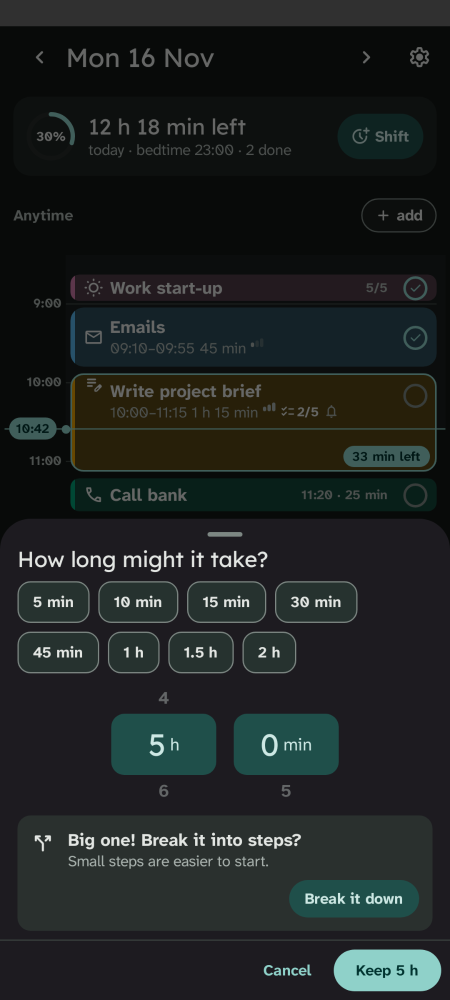 Mon 16 Nov
30%
12 h 18 min left
today · bedtime 23:00 · 2 done
Shift
Anytime
+ add
Work start-up
5/5
9:00
Emails
09:10–09:55 45 min
10:00
Write project brief
10:00–11:15 1 h 15 min 2/5
10:42
33 min left
11:00
Call bank
11:20 · 25 min
How long might it take?
5 min
10 min
15 min
30 min
45 min
1 h
1.5 h
2 h
4
5 h
0 min
6
5
Big one! Break it into steps?
Small steps are easier to start.
Break it down
Cancel
Keep 5 h